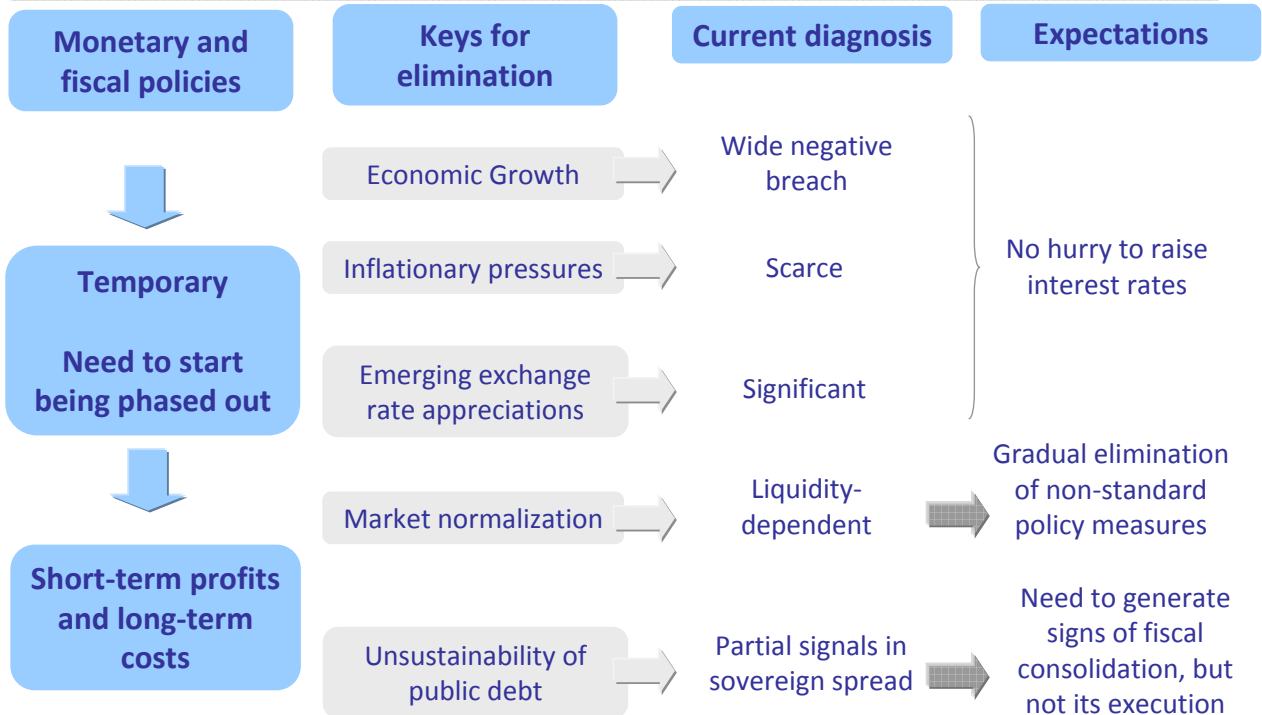 Monetary and
fiscal policies
Keys for
elimination
Current diagnosis
Expectations
Temporary
Need to start
being phased out
Short-term profits
and long-term
costs
Economic Growth
Wide negative
breach
Inflationary pressures
Scarce
Emerging exchange
rate appreciations
Significant
No hurry to raise
interest rates
Market normalization
Liquidity-
dependent
Gradual elimination
of non-standard
policy measures
Unsustainability of
public debt
Partial signals in
sovereign spread
Need to generate
signs of fiscal
consolidation, but
not its execution